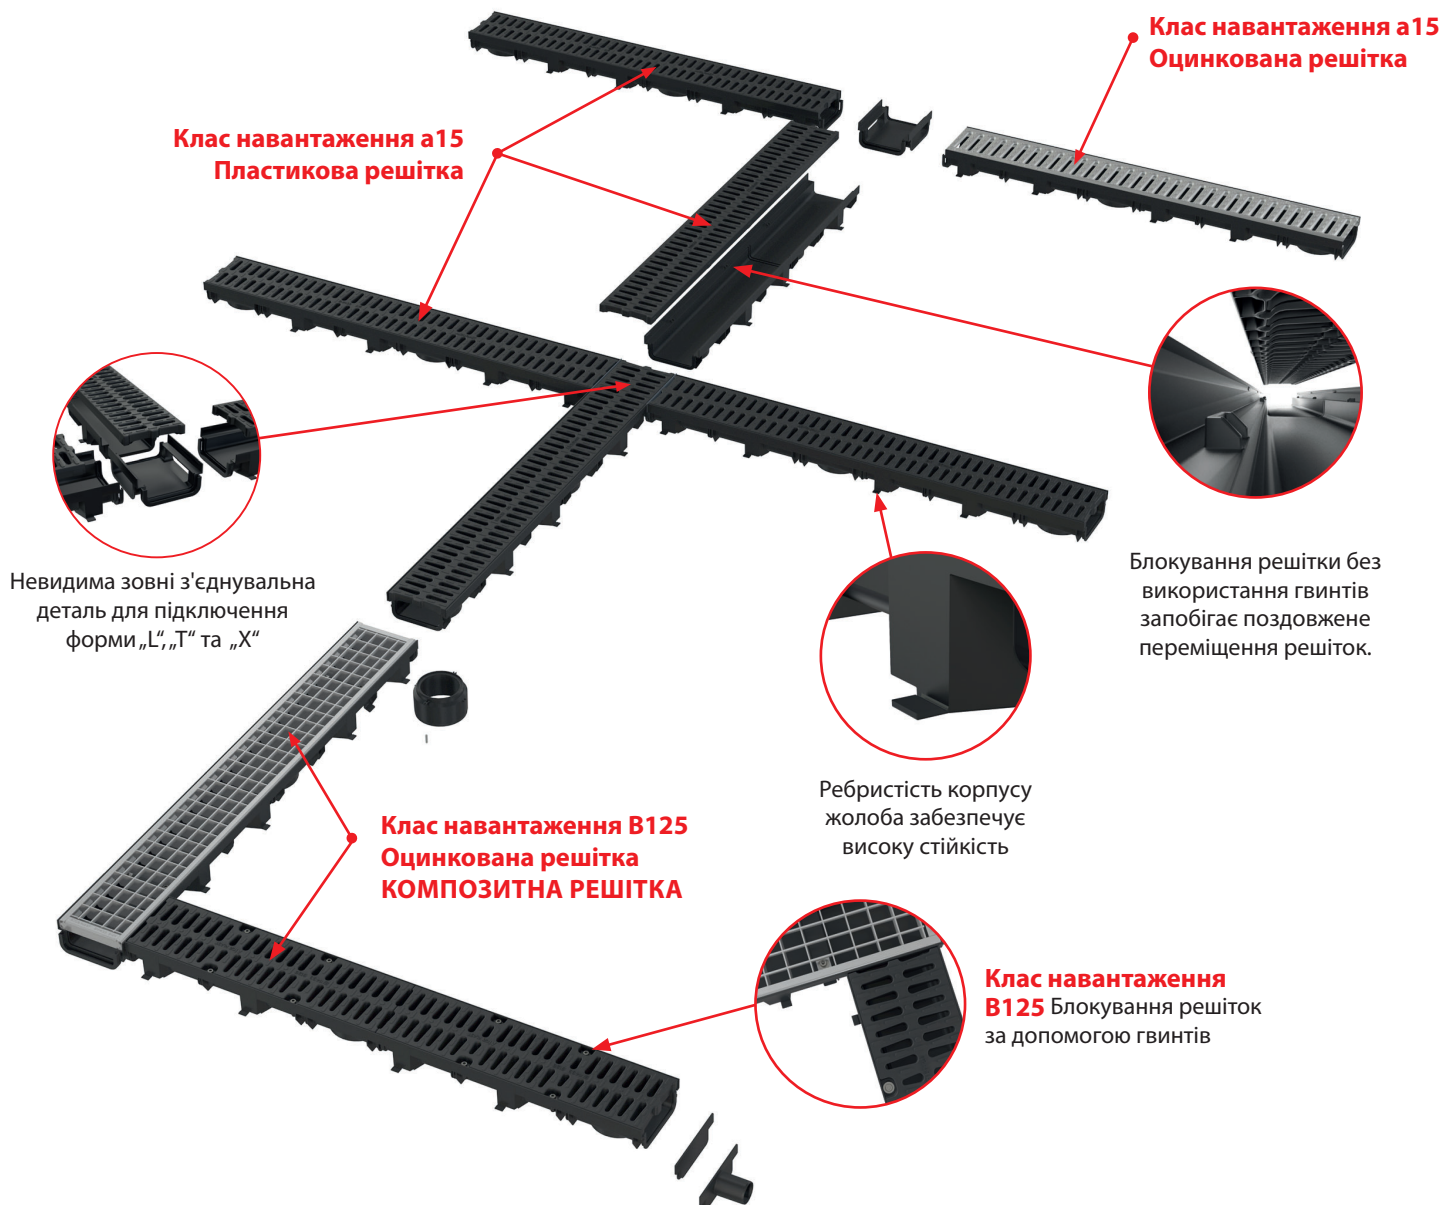 Клас навантаження а15
Оцинкована решітка
Клас навантаження а15
Пластикова решітка
Невидима зовні з'єднувальна
деталь для підключення
форми „L“, „T“ та „X“
Блокування решітки без
використання гвинтів
запобігає поздовжене
переміщення решіток.
Ребристість корпусу
жолоба забезпечує
високу стійкість
Клас навантаження B125
Оцинкована решітка
КОМПОЗИТНА РЕШІТКА
Клас навантаження
B125 Блокування решіток
за допомогою гвинтів